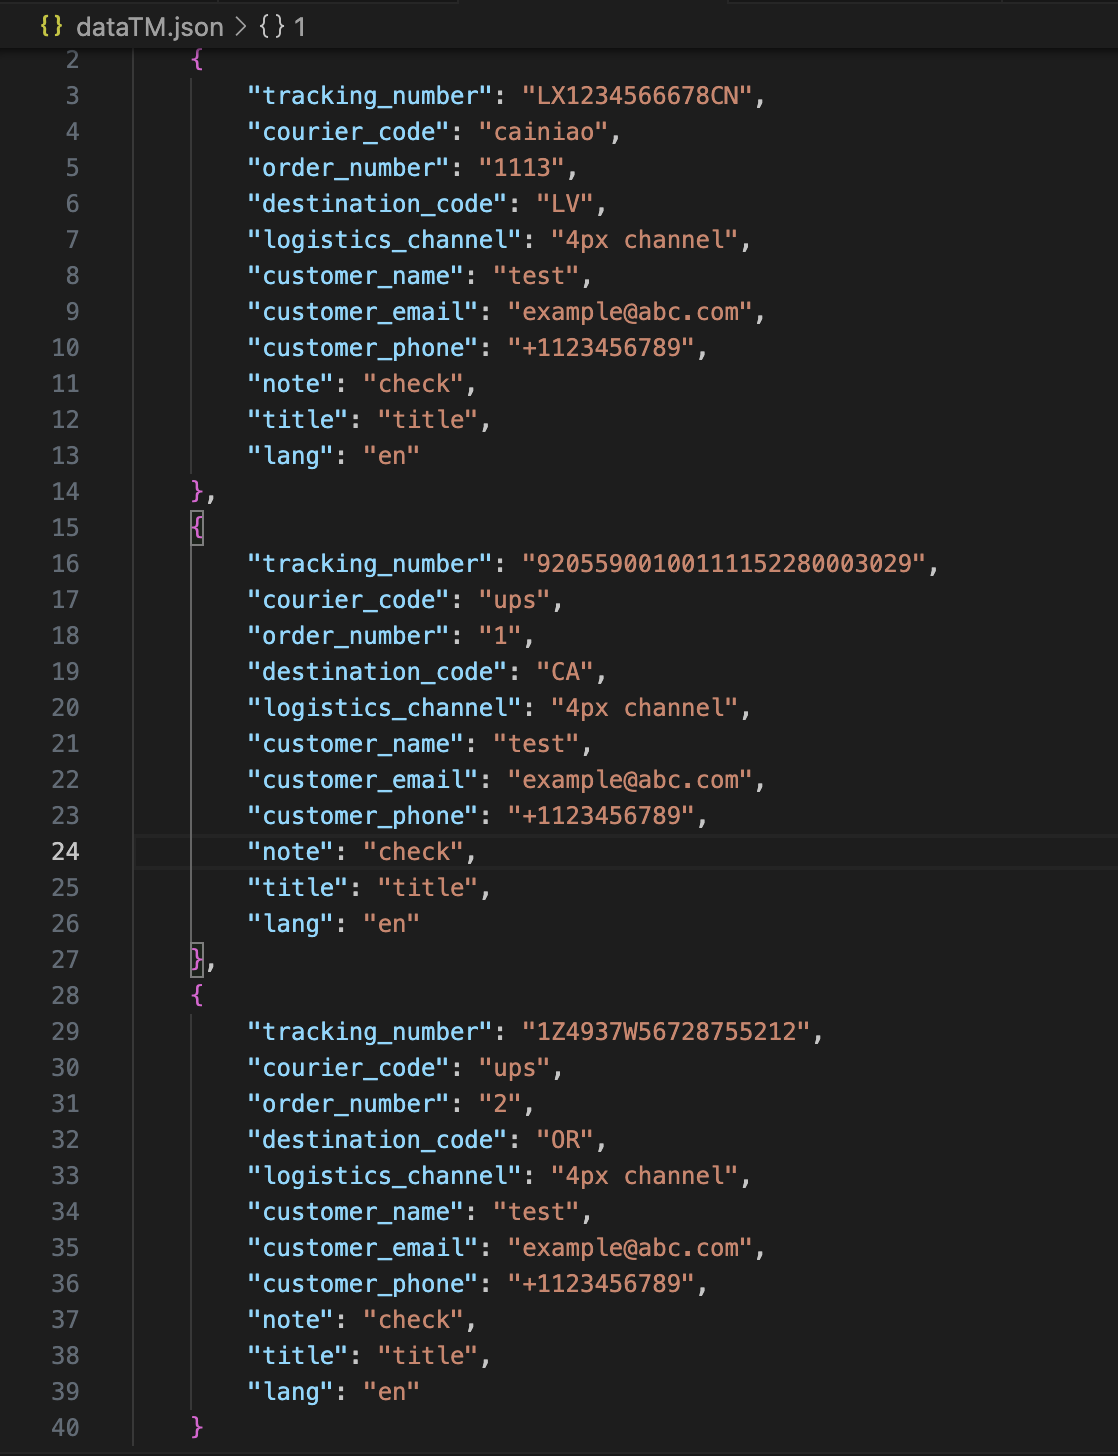 {} dataTM.json > {} 1
2 {
3 "tracking_number": "LX1234566678CN",
4 "courier_code": "cainiao",
5 "order_number": "1113",
6 "destination_code": "LV",
7 "logistics_channel": "4px channel",
8 "customer_name": "test",
9 "customer_email": "example@abc.com",
10 "customer_phone": "+1123456789",
11 "note": "check",
12 "title": "title",
13 "lang": "en"
14 },
15 {
16 "tracking_number": "92055900100111152280003029",
17 "courier_code": "ups",
18 "order_number": "1",
19 "destination_code": "CA",
20 "logistics_channel": "4px channel",
21 "customer_name": "test",
22 "customer_email": "example@abc.com",
23 "customer_phone": "+1123456789",
24 "note": "check",
25 "title": "title",
26 "lang": "en"
27 },
28 {
29 "tracking_number": "1Z4937W56728755212",
30 "courier_code": "ups",
31 "order_number": "2",
32 "destination_code": "OR",
33 "logistics_channel": "4px channel",
34 "customer_name": "test",
35 "customer_email": "example@abc.com",
36 "customer_phone": "+1123456789",
37 "note": "check",
38 "title": "title",
39 "lang": "en"
40 }